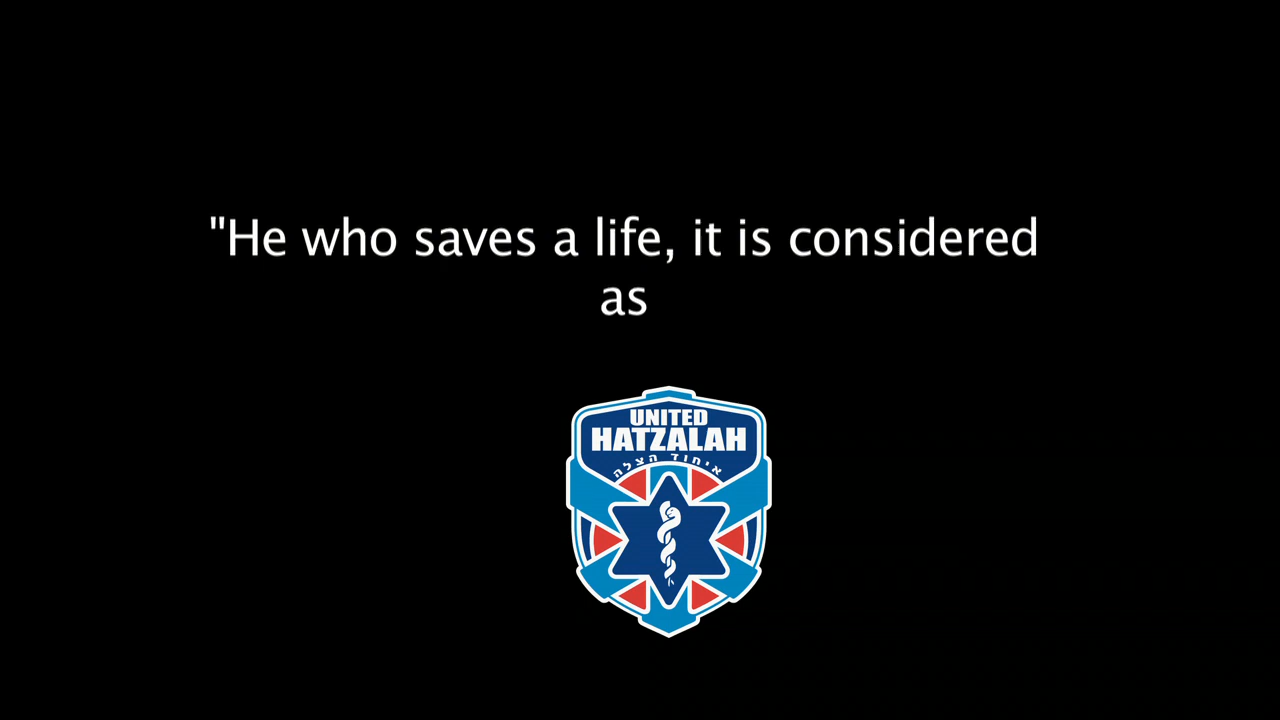 "He who saves a life, it is considered
as
UNITED
HATZALAH
איחוד הצלה